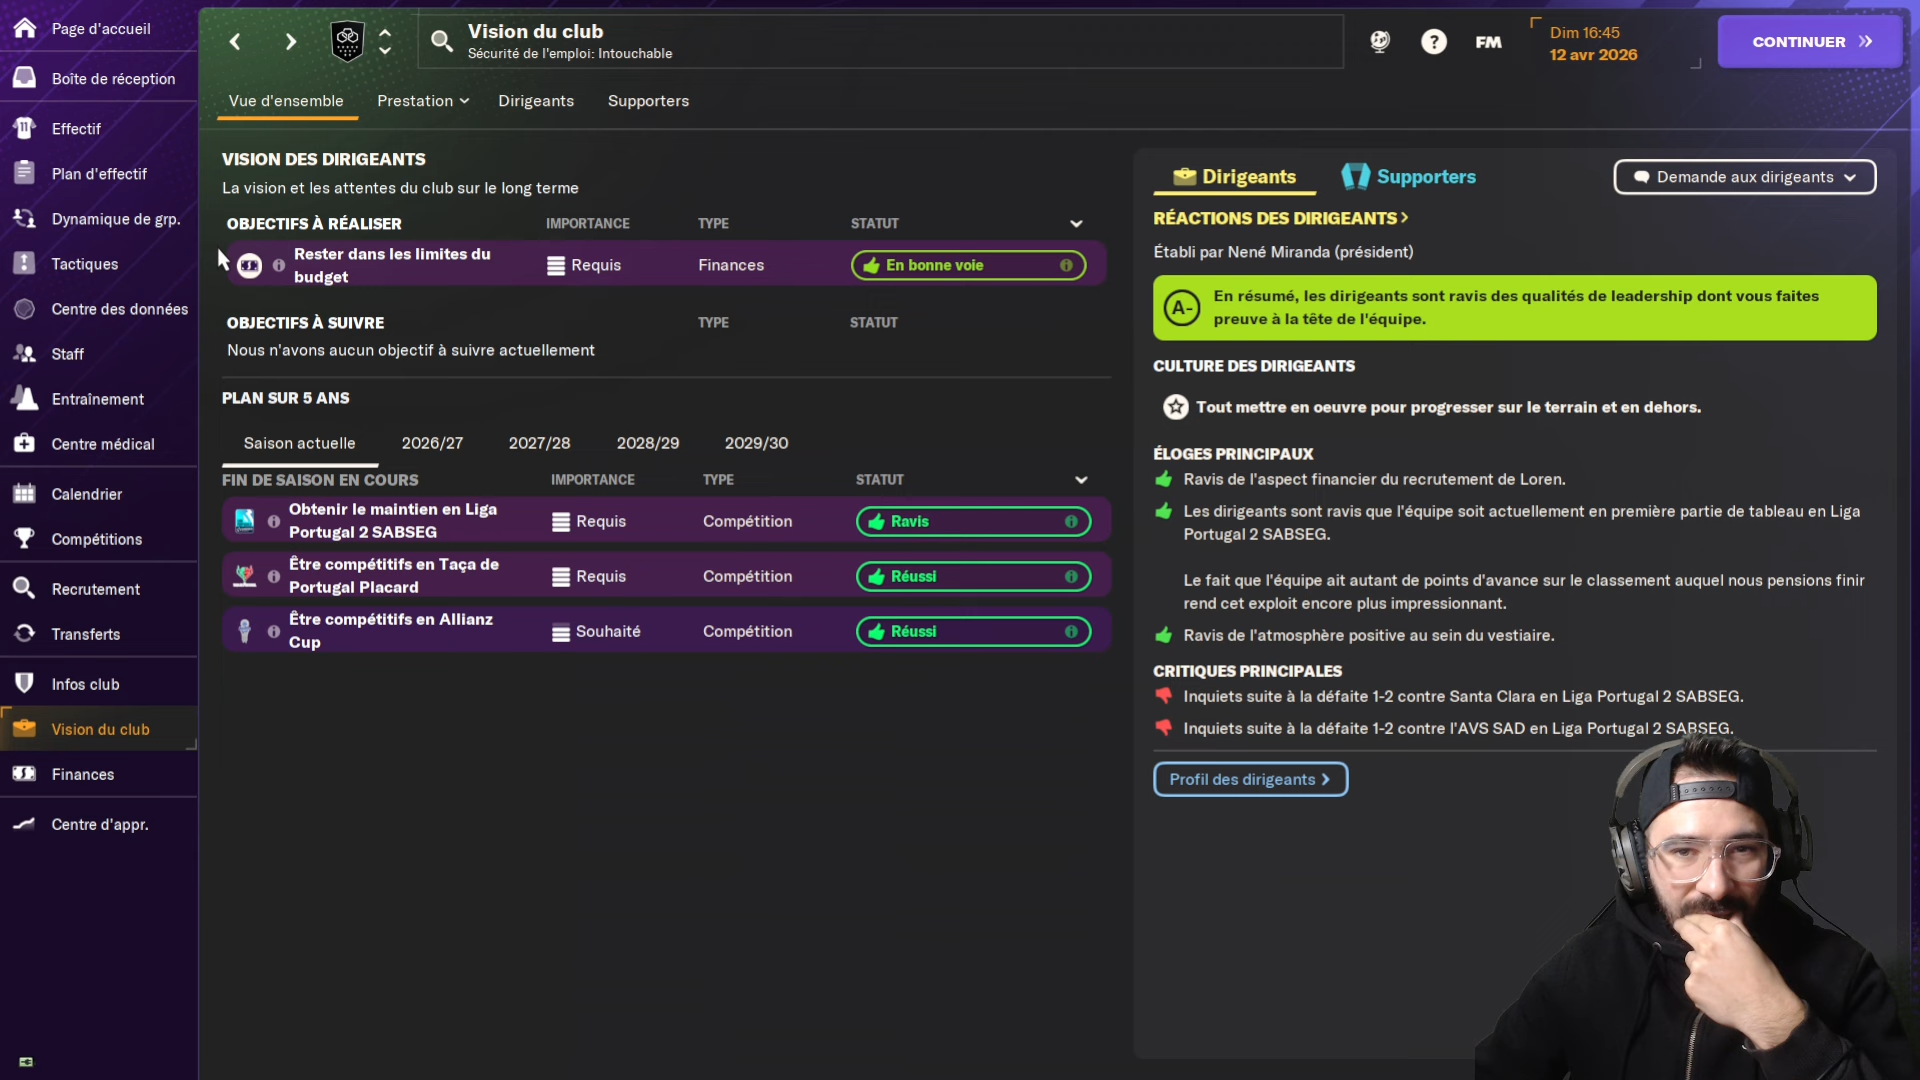 Page d'accueil
Boîte de réception
Effectif
Plan d'effectif
Dynamique de grp.
Tactiques
Centre des données
Staff
Entraînement
Centre médical
Calendrier
Compétitions
Recrutement
Transferts
Infos club
Vision du club
Finances
Centre d'appr.
Vision du club
Sécurité de l'emploi: Intouchable
?
FM
Dim 16:45
12 avr 2026
CONTINUER
Vue d'ensemble
Prestation
Dirigeants
Supporters
VISION DES DIRIGEANTS
La vision et les attentes du club sur le long terme
OBJECTIFS À RÉALISER IMPORTANCE TYPE STATUT
Rester dans les limites du
budget
Requis Finances En bonne voie
OBJECTIFS À SUIVRE TYPE STATUT
Nous n'avons aucun objectif à suivre actuellement
PLAN SUR 5 ANS
Saison actuelle 2026/27 2027/28 2028/29 2029/30
FIN DE SAISON EN COURS IMPORTANCE TYPE STATUT
Obtenir le maintien en Liga
Portugal 2 SABSEG
Requis Compétition Ravis
Être compétitifs en Taça de
Portugal Placard
Requis Compétition Réussi
Être compétitifs en Allianz
Cup
Souhaité Compétition Réussi
Dirigeants
Supporters
Demande aux dirigeants
RÉACTIONS DES DIRIGEANTS
Établi par Nené Miranda (président)
A-
En résumé, les dirigeants sont ravis des qualités de leadership dont vous faites
preuve à la tête de l'équipe.
CULTURE DES DIRIGEANTS
Tout mettre en oeuvre pour progresser sur le terrain et en dehors.
ÉLOGES PRINCIPAUX
Ravis de l'aspect financier du recrutement de Loren.
Les dirigeants sont ravis que l'équipe soit actuellement en première partie de tableau en Liga
Portugal 2 SABSEG.
Le fait que l'équipe ait autant de points d'avance sur le classement auquel nous pensions finir
rend cet exploit encore plus impressionnant.
Ravis de l'atmosphère positive au sein du vestiaire.
CRITIQUES PRINCIPALES
Inquiets suite à la défaite 1-2 contre Santa Clara en Liga Portugal 2 SABSEG.
Inquiets suite à la défaite 1-2 contre l'AVS SAD en Liga Portugal 2 SABSEG.
Profil des dirigeants